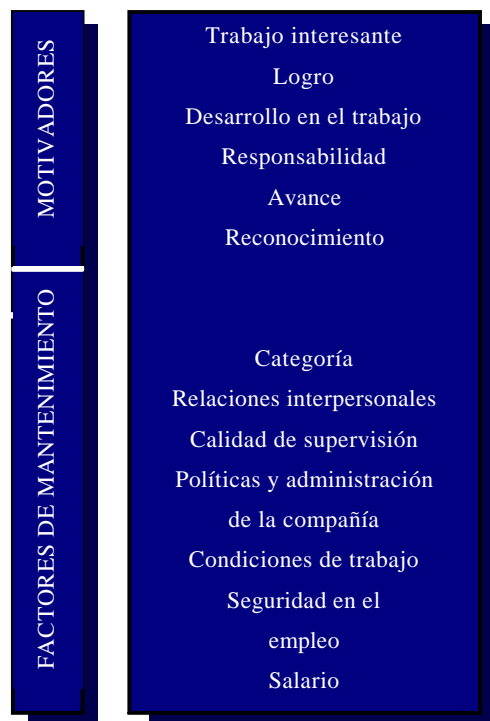 MOTIVADORES
Trabajo interesante
Logro
Desarrollo en el trabajo
Responsabilidad
Avance
Reconocimiento
FACTORES DE MANTENIMIENTO
Categoría
Relaciones interpersonales
Calidad de supervisión
Políticas y administración
de la compañía
Condiciones de trabajo
Seguridad en el
empleo
Salario